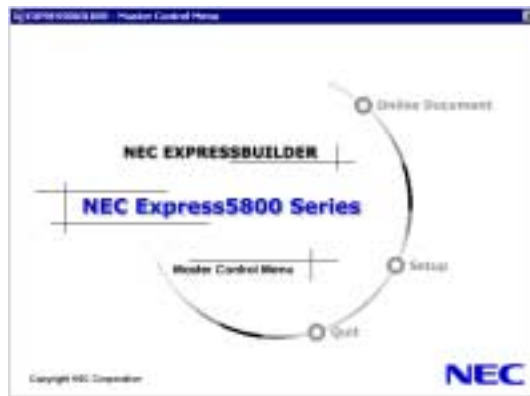 EXPRESSBUILDER - Master Control Menu
Online Document
NEC EXPRESSBUILDER
NEC Express5800 Series
Master Control Menu
Setup
Quit
Copyright NEC Corporation
NEC